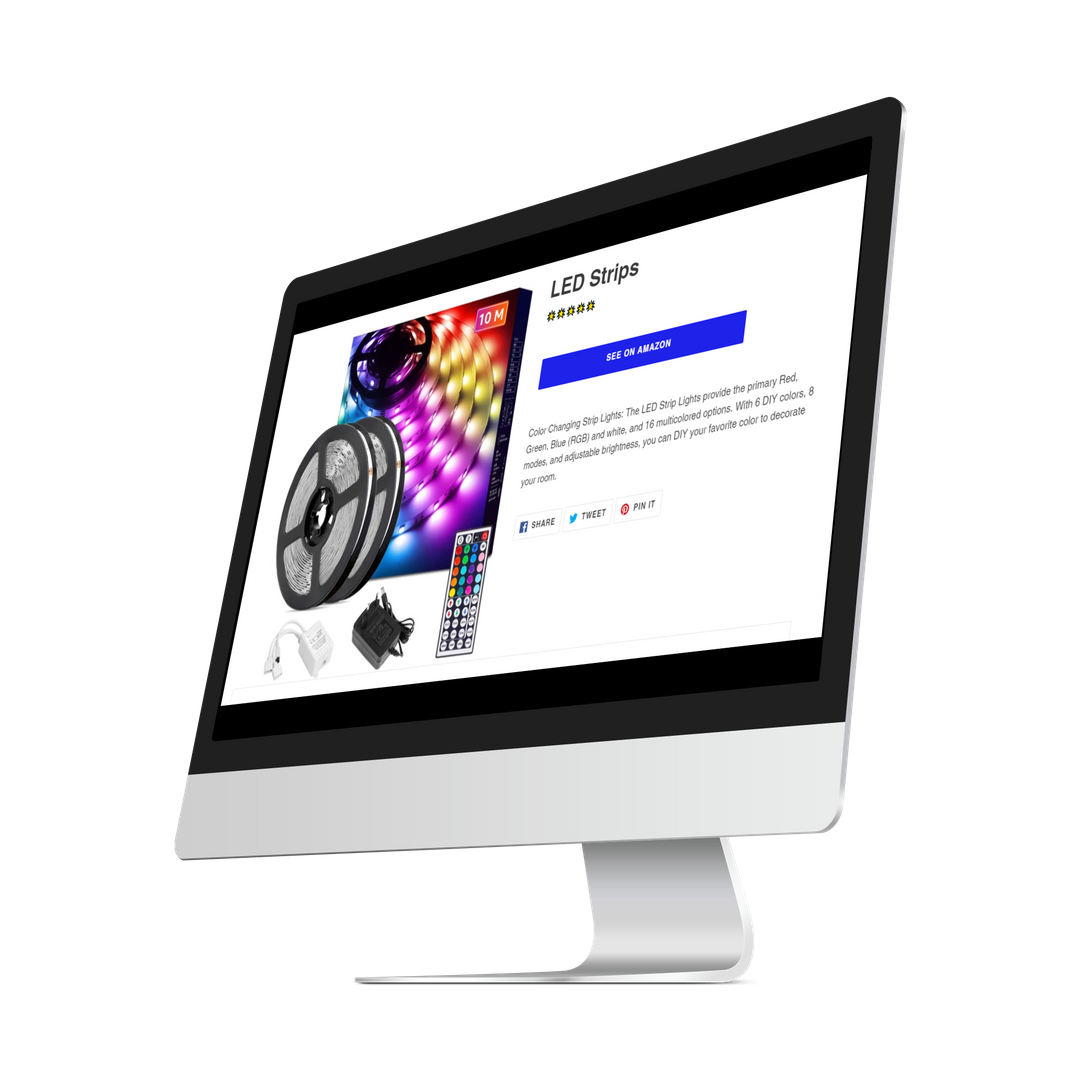 LED Strips
10 M
SEE ON AMAZON
Color Changing Strip Lights: The LED Strip Lights provide the primary Red,
Green, Blue (RGB) and white, and 16 multicolored options. With 6 DIY colors, 8
modes, and adjustable brightness, you can DIY your favorite color to decorate
your room.
SHARE
TWEET
PIN IT